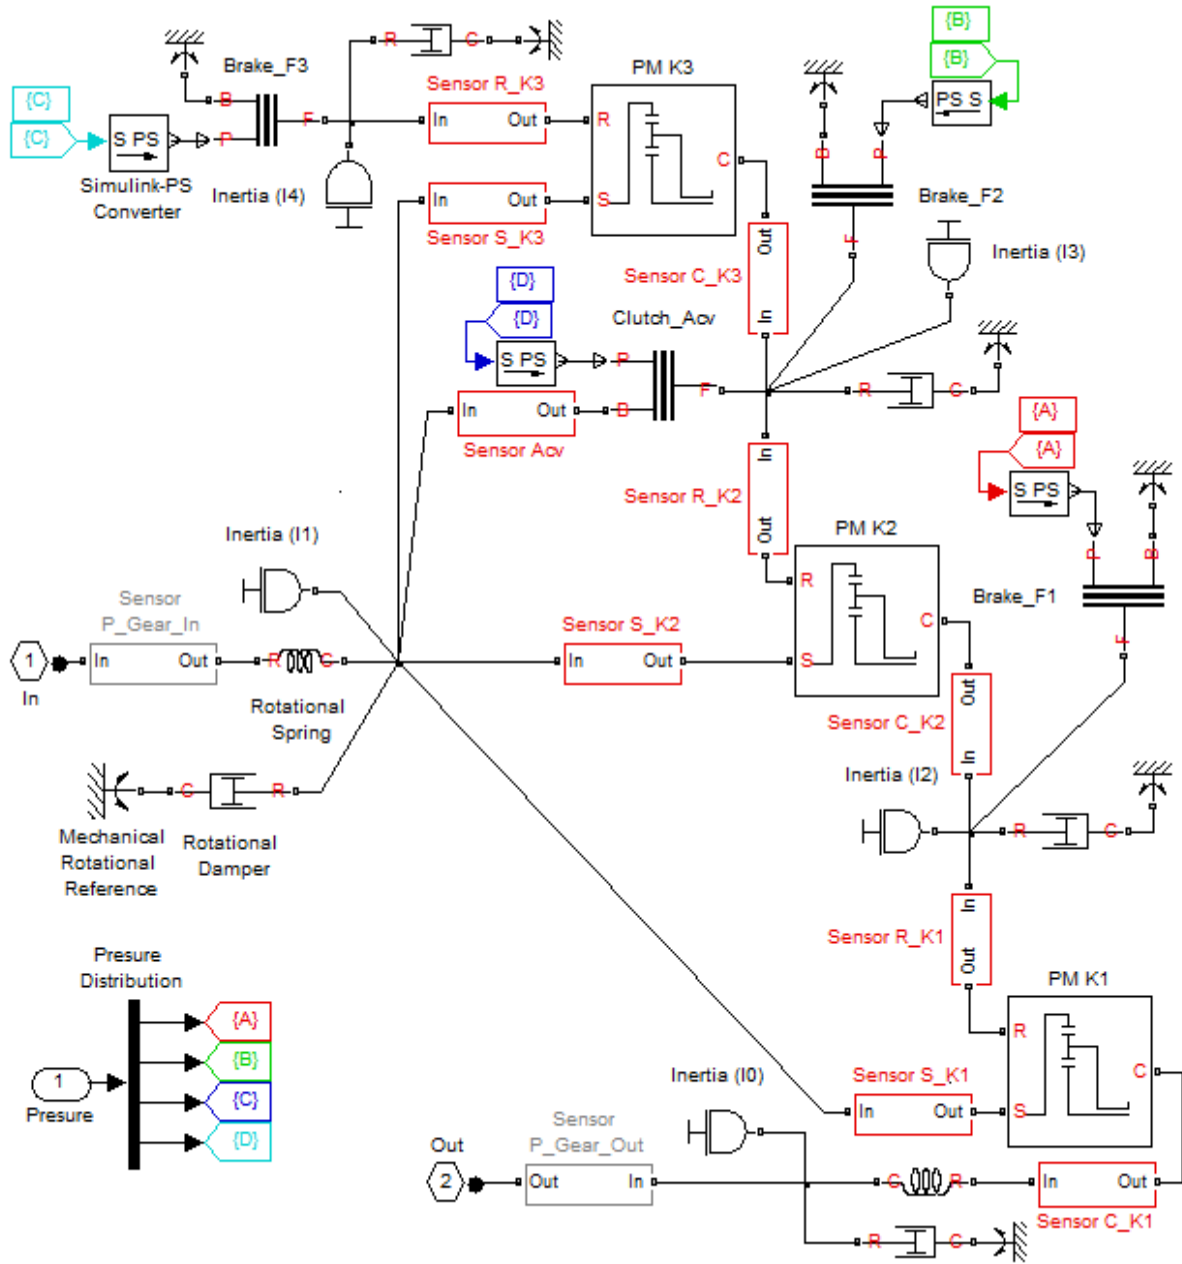 {B}
{B}
PS S
Brake_F3
R
C
Sensor R_K3
PM K3
{C}
{C}
B
F
P
S PS
In
Out
R
C
Simulink-PS
Converter
Inertia (I4)
In
Out
S
Sensor S_K3
B
P
Brake_F2
F
Inertia (I3)
Out
Sensor C_K3
In
{D}
{D}
Clutch_Acv
S PS
P
F
B
In
Out
Sensor Acv
R
C
{A}
{A}
S PS
In
Sensor R_K2
Out
PM K2
R
C
S
P
B
Brake_F1
F
Inertia (I1)
Sensor
P_Gear_In
1
In
In
Out
R
C
Rotational
Spring
Sensor S_K2
In
Out
Out
Sensor C_K2
In
Inertia (I2)
R
C
C
R
Mechanical
Rotational
Reference
Rotational
Damper
In
Sensor R_K1
Out
Presure
Distribution
{A}
{B}
{C}
{D}
1
Presure
PM K1
R
C
S
Inertia (I0)
Sensor S_K1
In
Out
Sensor
P_Gear_Out
Out
2
Out
In
C
R
In
Out
Sensor C_K1
R
C